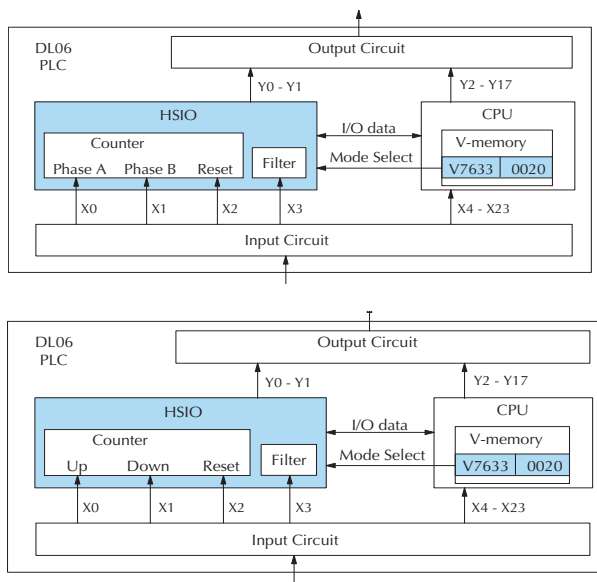 DL06
PLC
Output Circuit
Y0 - Y1
Y2 - Y17
HSIO
CPU
Counter
I/O data
V-memory
Phase A
Phase B
Reset
Filter
Mode Select
V7633
0020
X0
X1
X2
X3
X4 - X23
Input Circuit
DL06
PLC
Output Circuit
Y0 - Y1
Y2 - Y17
HSIO
CPU
Counter
I/O data
V-memory
Up
Down
Reset
Filter
Mode Select
V7633
0020
X0
X1
X2
X3
X4 - X23
Input Circuit